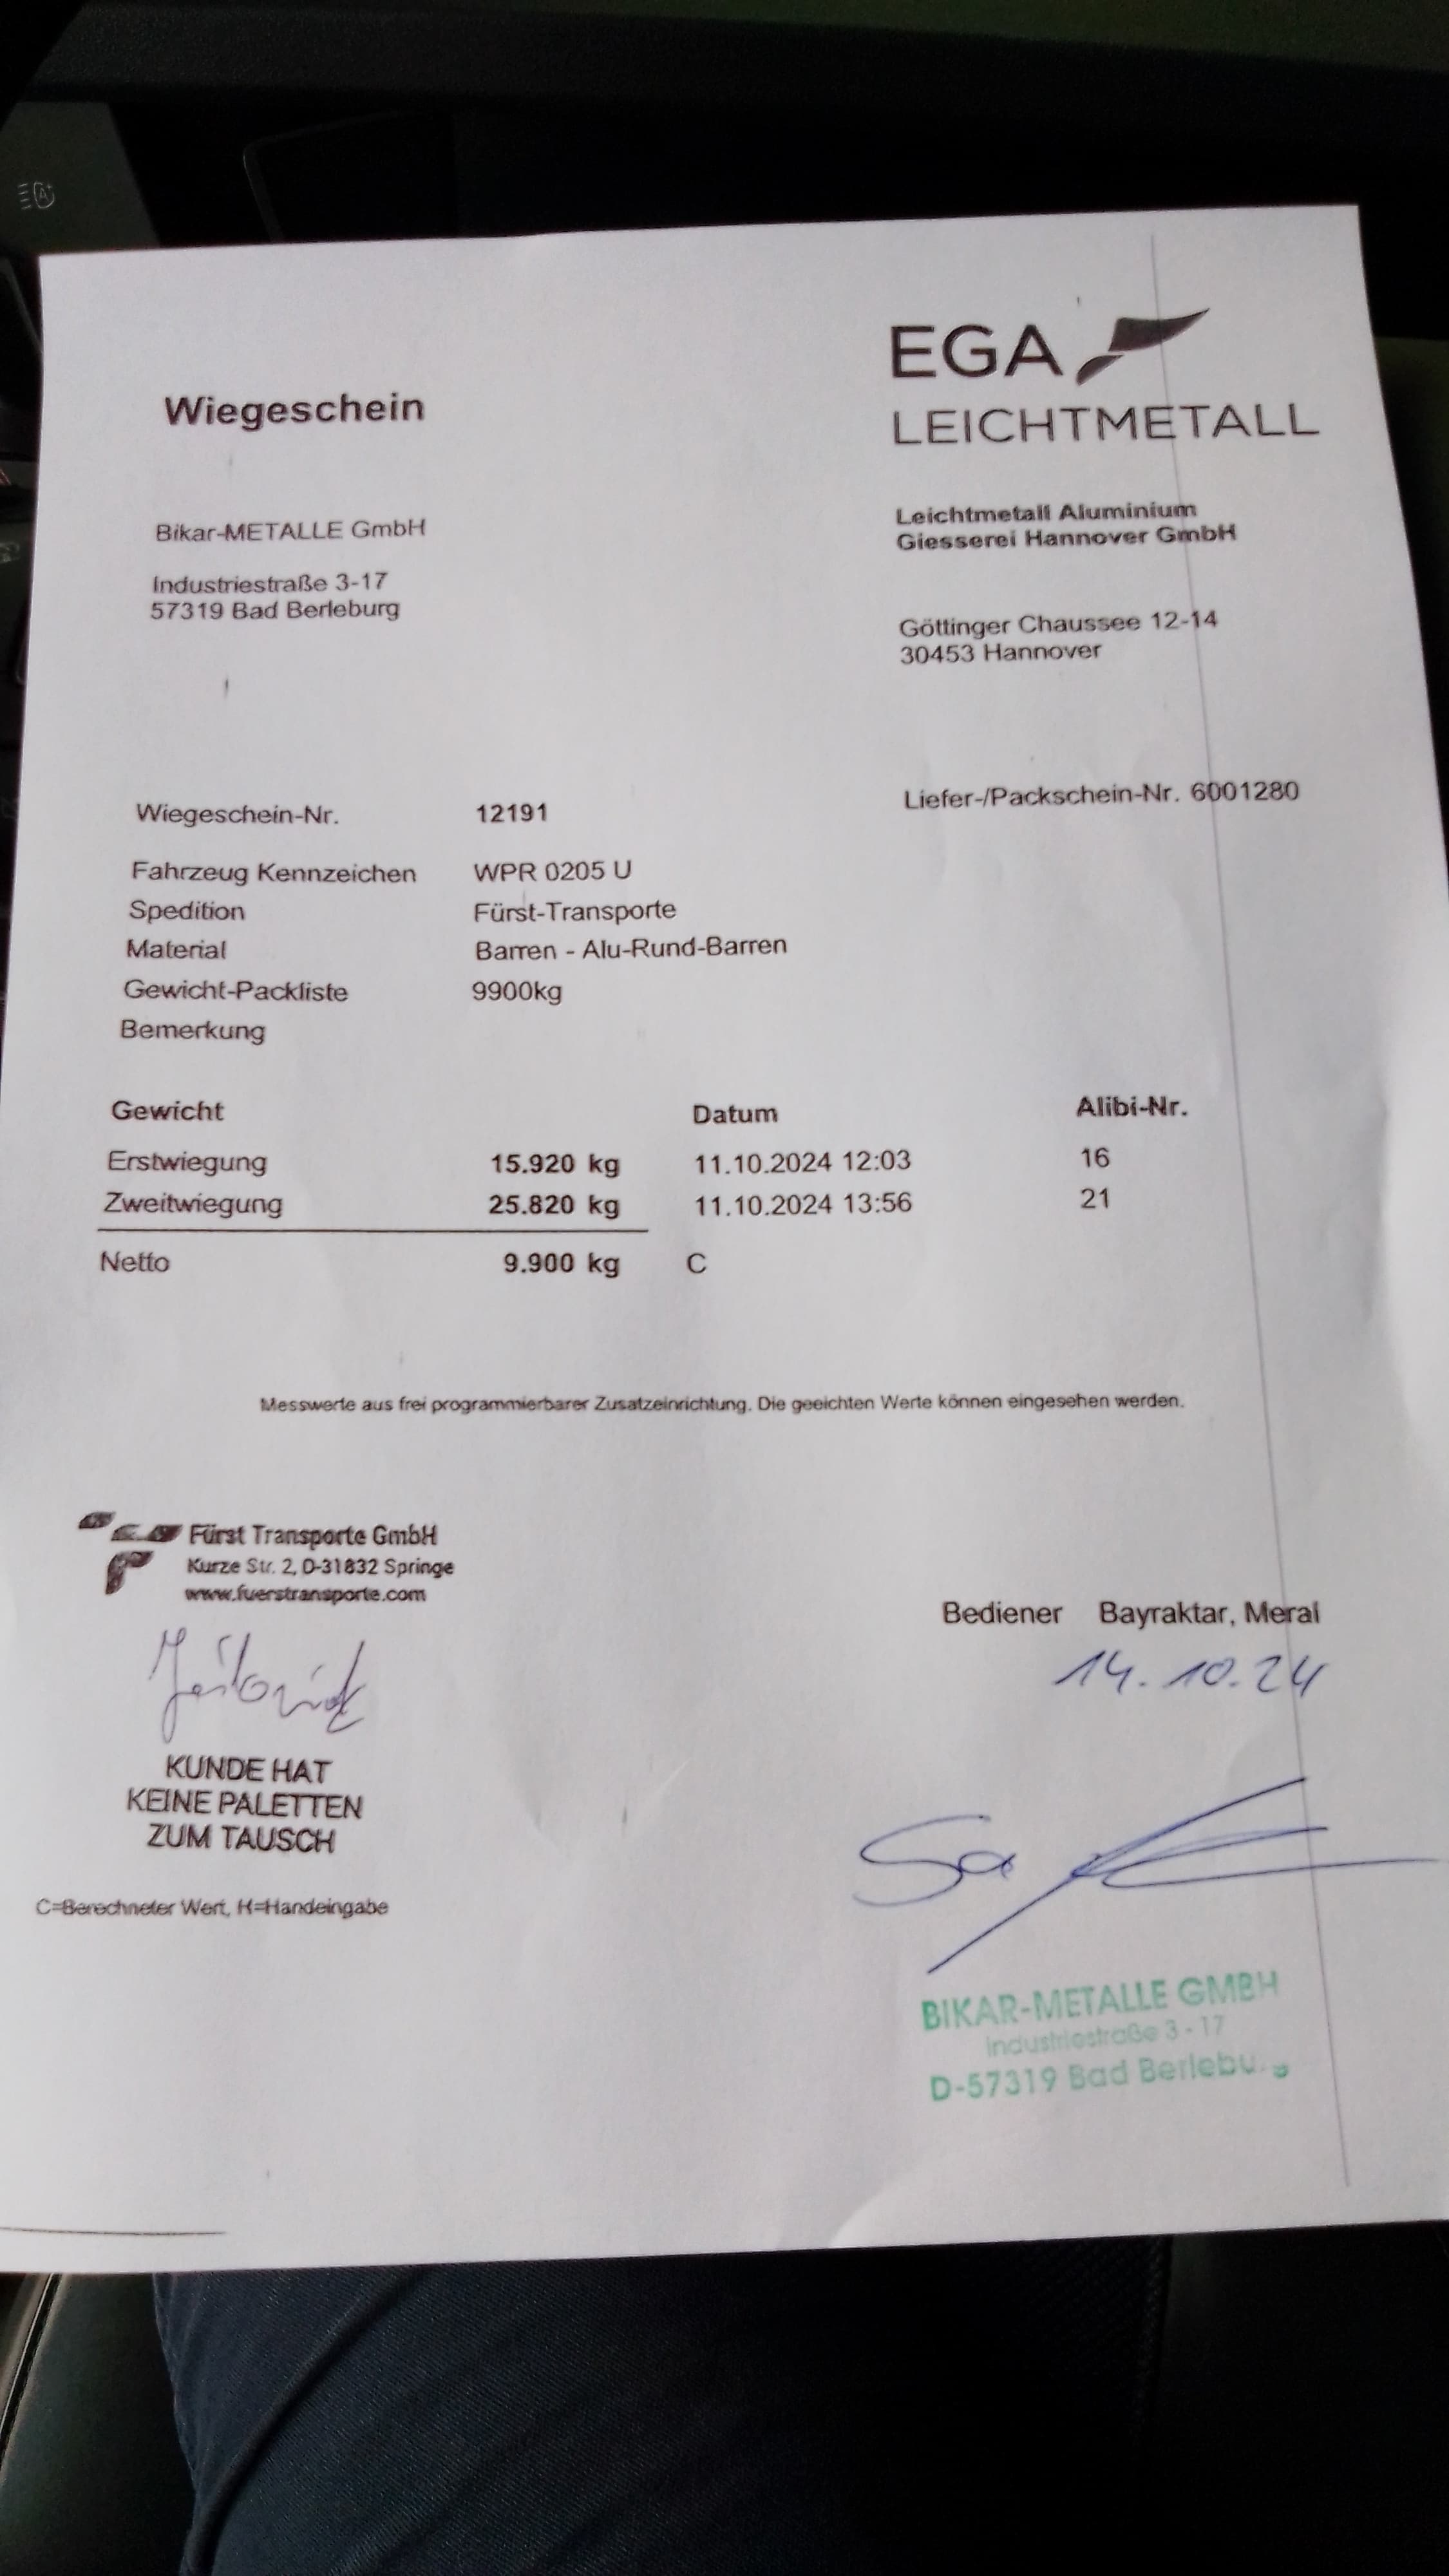 EGA
LEICHTMETALL
Wiegeschein
Bikar-METALLE GmbH
Industriestraße 3-17
57319 Bad Berleburg
Leichtmetall Aluminium
Giesserei Hannover GmbH
Göttinger Chaussee 12-14
30453 Hannover
Liefer-/Packschein-Nr. 6001280
Wiegeschein-Nr. 12191
Fahrzeug Kennzeichen WPR 0205 U
Spedition Fürst-Transporte
Material Barren - Alu-Rund-Barren
Gewicht-Packliste 9900kg
Bemerkung
Gewicht Datum Alibi-Nr.
Erstwiegung 15.920 kg 11.10.2024 12:03 16
Zweitwiegung 25.820 kg 11.10.2024 13:56 21
Netto 9.900 kg C
Messwerte aus frei programmierbarer Zusatzeinrichtung. Die geeichten Werte können eingesehen werden.
Fürst Transporte GmbH
Kurze Str. 2, D-31832 Springe
www.fuerstransporte.com
Bediener Bayraktar, Meral
14.10.24
KUNDE HAT
KEINE PALETTEN
ZUM TAUSCH
C=Berechneter Wert, H=Handeingabe
BIKAR-METALLE GMBH
Industriestraße 3 - 17
D-57319 Bad